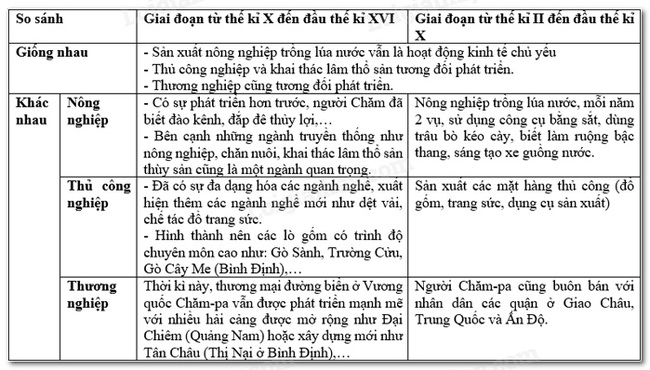 So sánh
Giai đoạn từ thế kỉ X đến đầu thế kỉ XVI
Giai đoạn từ thế kỉ II đến đầu thế kỉ
X
Giống nhau
- Sản xuất nông nghiệp trồng lúa nước vẫn là hoạt động kinh tế chủ yếu
- Thủ công nghiệp và khai thác lâm thổ sản tương đối phát triển.
- Thương nghiệp cũng tương đối phát triển.
Khác
nhau
Nông
nghiệp
- Có sự phát triển hơn trước, người Chăm đã
biết đào kênh, đắp đê thủy lợi,…
- Bên cạnh những ngành truyền thống như
nông nghiệp, chăn nuôi, khai thác lâm thổ sản
thủy sản cũng là một ngành quan trọng.
Nông nghiệp trồng lúa nước, mỗi năm
2 vụ, sử dụng công cụ bằng sắt, dùng
trâu bò kéo cày, biết làm ruộng bậc
thang, sáng tạo xe guồng nước.
Thủ công
nghiệp
- Đã có sự đa dạng hóa các ngành nghề, xuất
hiện thêm các ngành nghề mới như dệt vải,
chế tác đồ trang sức.
- Hình thành nên các lò gốm có trình độ
chuyên môn cao như: Gò Sành, Trường Cửu,
Gò Cây Me (Bình Định),…
Sản xuất các mặt hàng thủ công (đồ
gốm, trang sức, dụng cụ sản xuất)
Thương
nghiệp
Thời kì này, thương mại đường biển ở Vương
quốc Chăm-pa vẫn được phát triển mạnh mẽ
với nhiều hải cảng được mở rộng như Đại
Chiêm (Quảng Nam) hoặc xây dựng mới như
Tân Châu (Thị Nại ở Bình Định),…
Người Chăm-pa cũng buôn bán với
nhân dân các quận ở Giao Châu,
Trung Quốc và Ấn Độ.